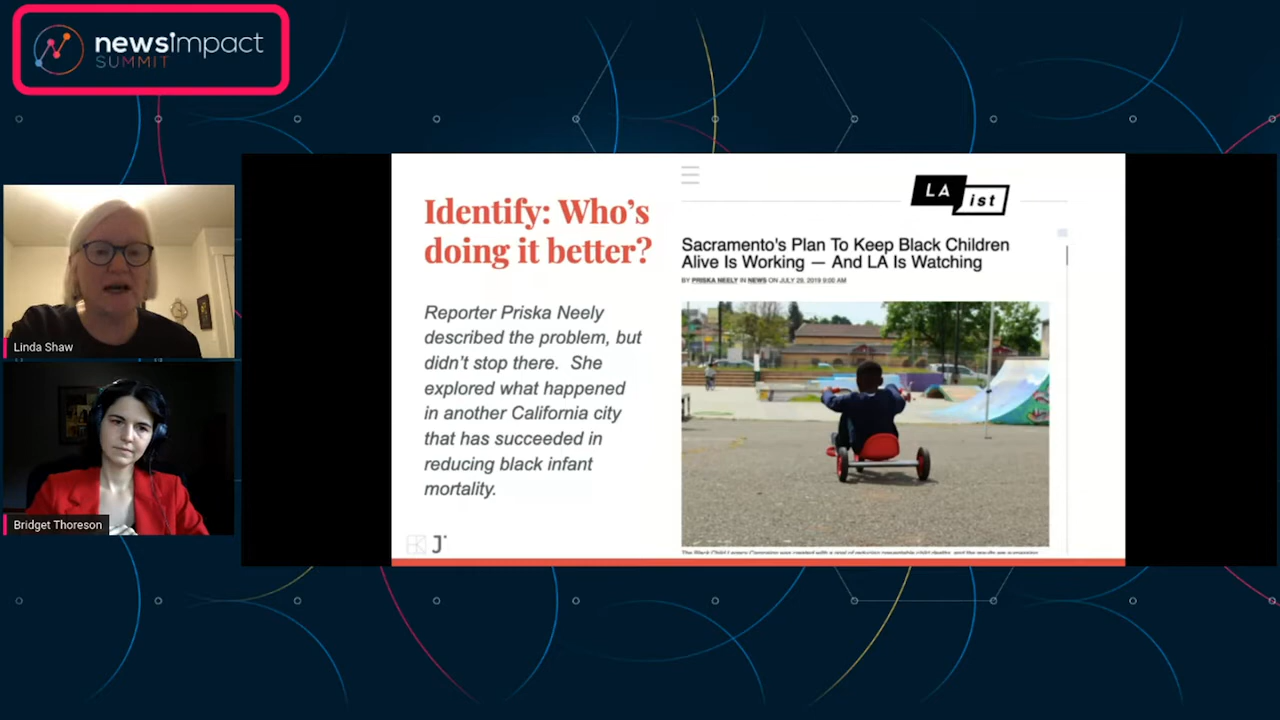 newsimpact
SUMMIT
Linda Shaw
Bridget Thoreson
Identify: Who's
doing it better?
Reporter Priska Neely
described the problem, but
didn't stop there. She
explored what happened
in another California city
that has succeeded in
reducing black infant
mortality.
J
LA
ist
Sacramento's Plan To Keep Black Children
Alive Is Working — And LA Is Watching
BY PRISKA NEELY IN NEWS ON JULY 29, 2019 9:00 AM